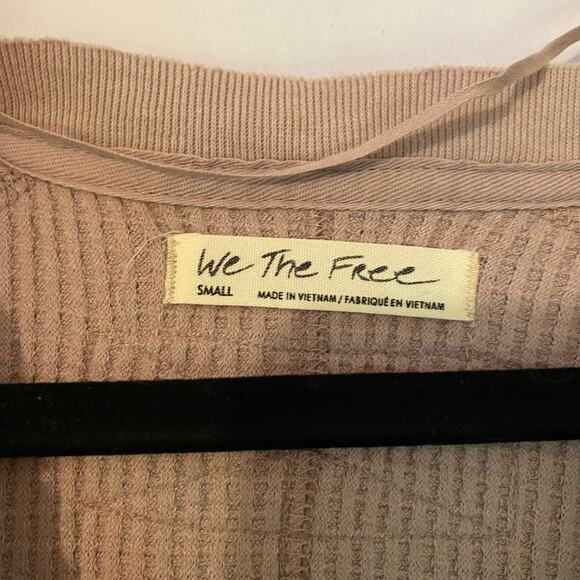 We The Free
SMALL MADE IN VIETNAM / FABRIQUÉ EN VIETNAM